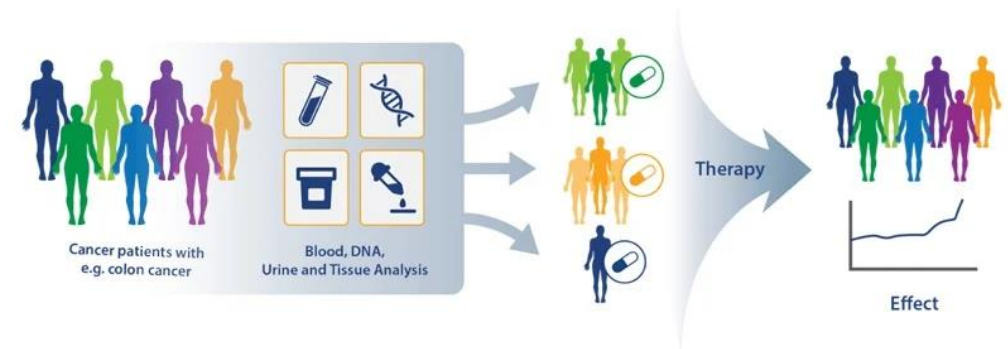 Cancer patients with
e.g. colon cancer
Blood, DNA,
Urine and Tissue Analysis
Therapy
Effect